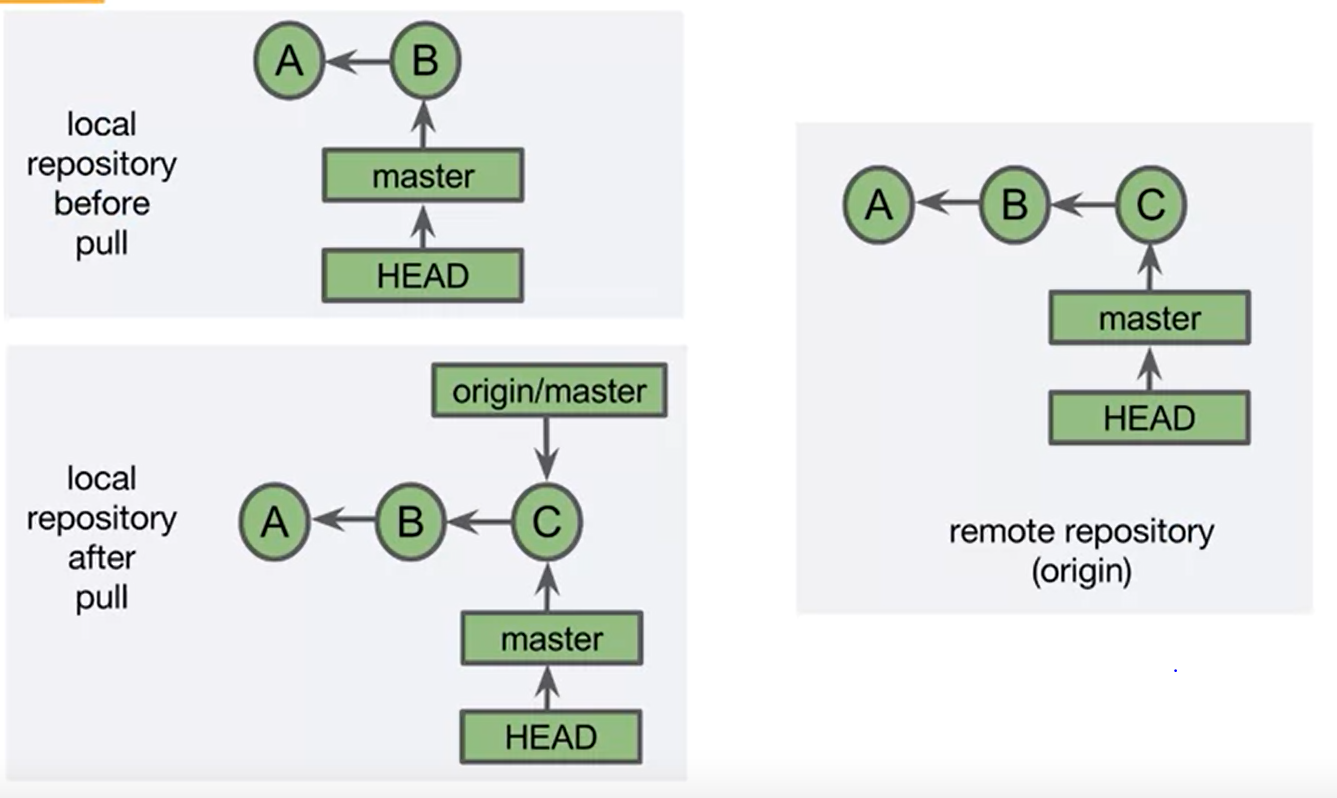 A
B
master
HEAD
local
repository
before
pull
origin/master
A
B
C
master
HEAD
local
repository
after
pull
A
B
C
master
HEAD
remote repository
(origin)